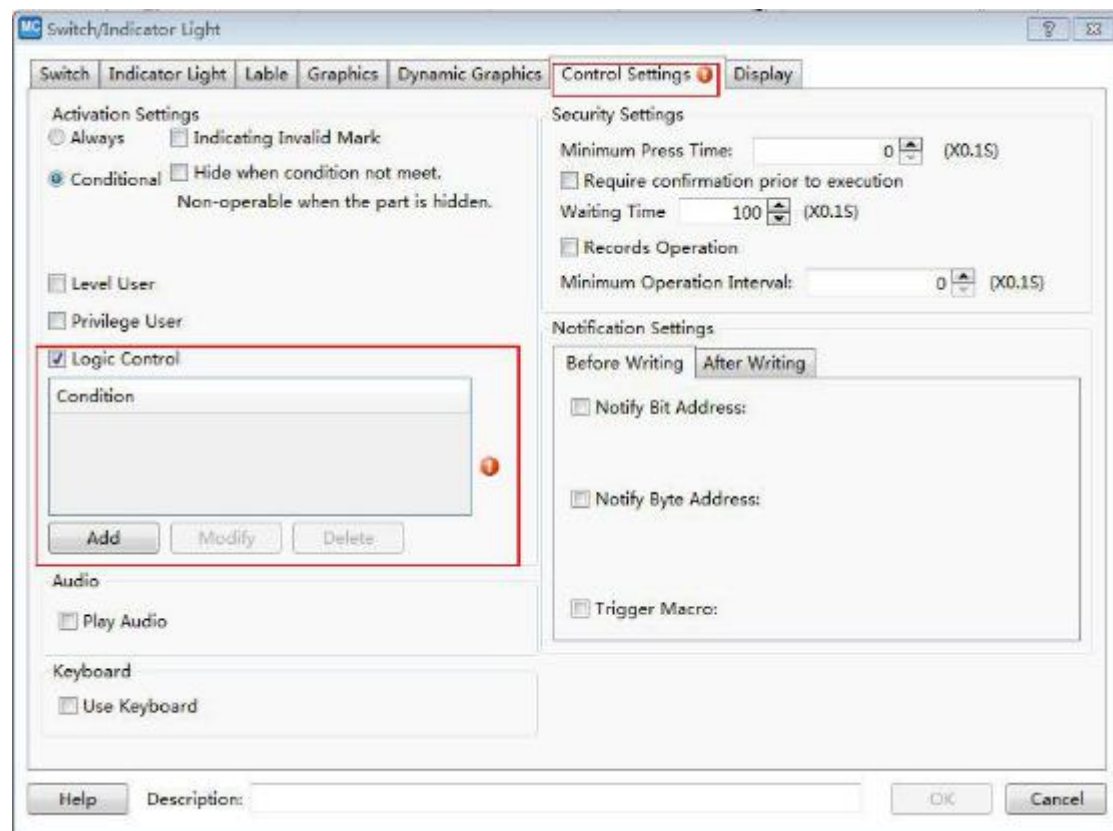 MC Switch/Indicator Light
Switch Indicator Light Lable Graphics Dynamic Graphics Control Settings Display
Activation Settings
Always Indicating Invalid Mark
Conditional Hide when condition not meet.
Non-operable when the part is hidden.
Level User
Privilege User
Logic Control
Condition
Add Modify Delete
Audio
Play Audio
Keyboard
Use Keyboard
Security Settings
Minimum Press Time: 0 (X0.1S)
Require confirmation prior to execution
Waiting Time 100 (X0.1S)
Records Operation
Minimum Operation Interval: 0 (X0.1S)
Notification Settings
Before Writing After Writing
Notify Bit Address:
Notify Byte Address:
Trigger Macro:
Help Description: OK Cancel